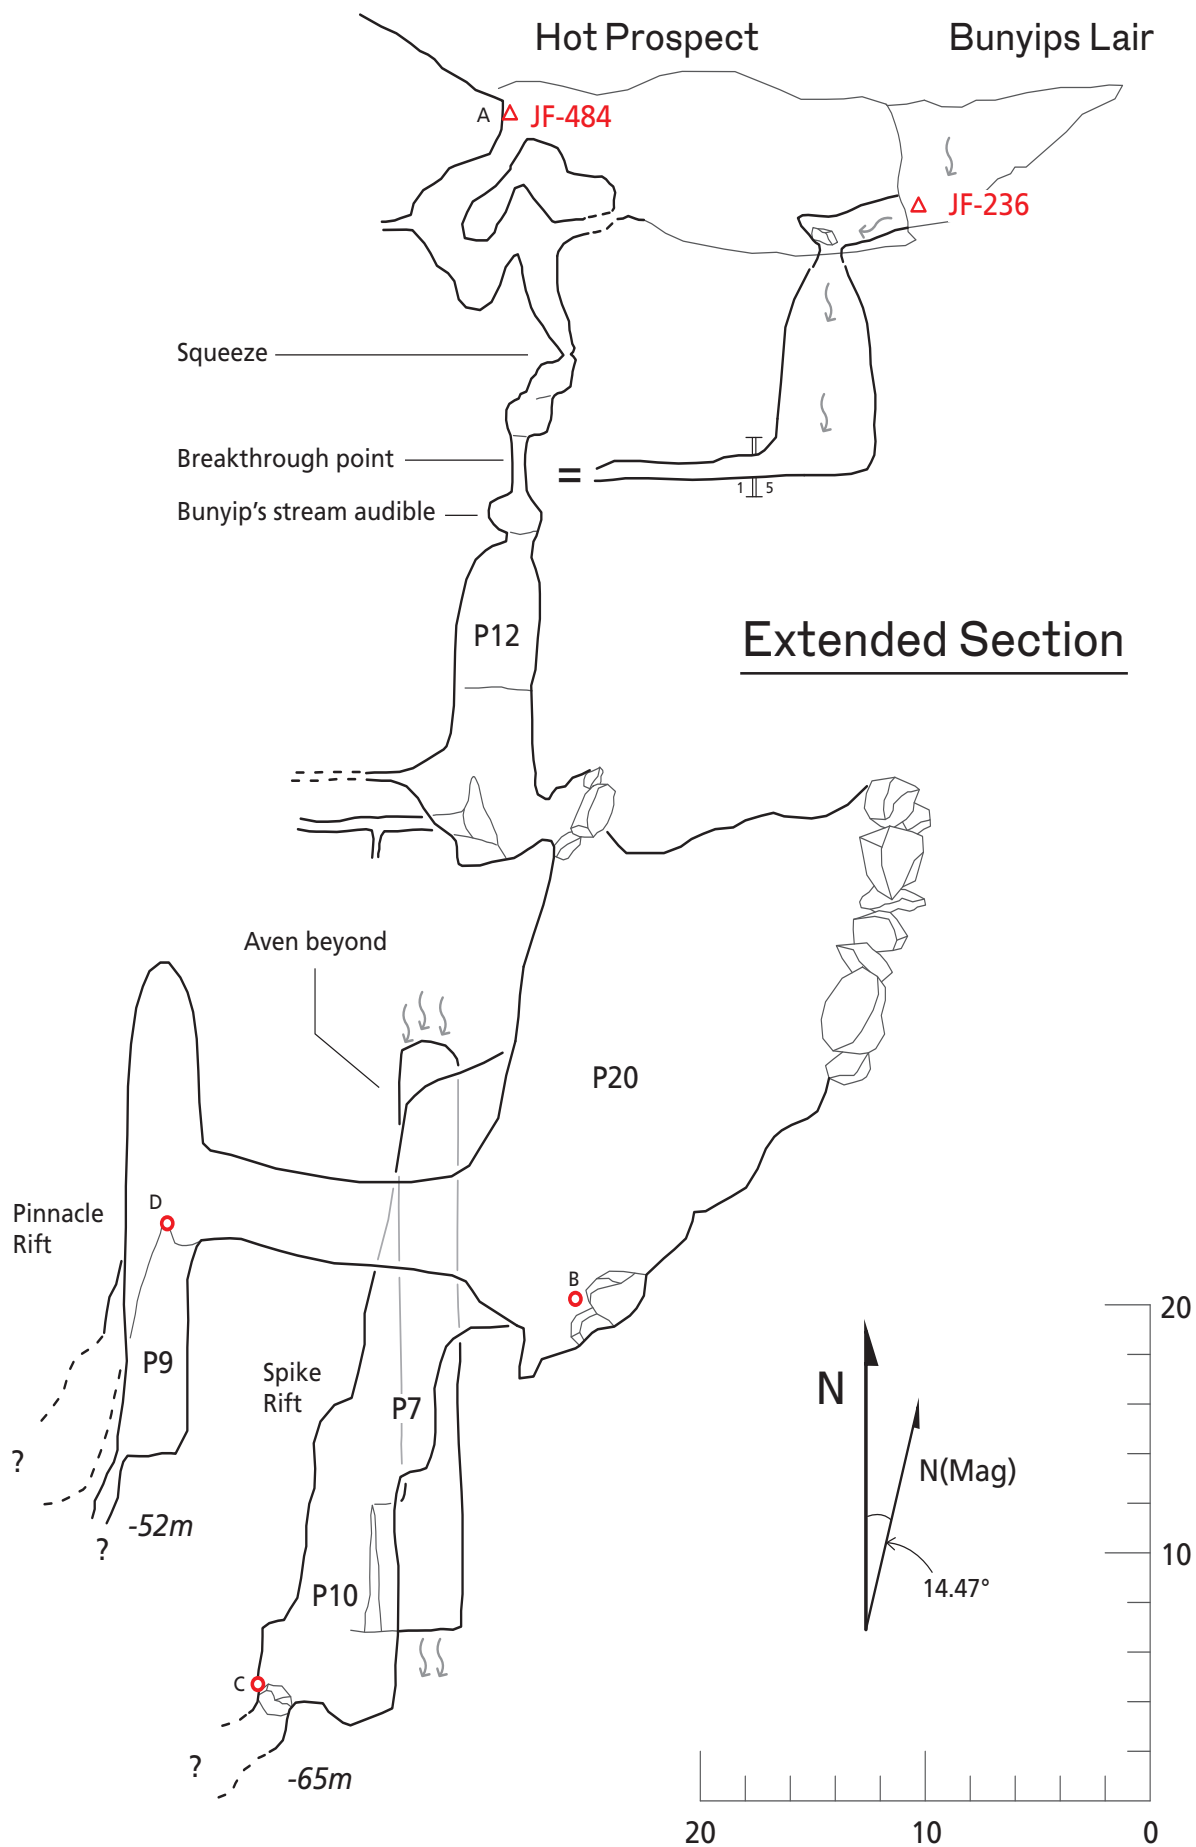 Hot Prospect
Bunyips Lair
A
JF-484
JF-236
Squeeze
Breakthrough point
=
1 5
Bunyip's stream audible
P12
Extended Section
Aven beyond
P20
D
Pinnacle
Rift
B
P9
Spike
Rift
P7
?
-52m
?
P10
C
?
-65m
N
N(Mag)
14.47°
20
10
20
10
0